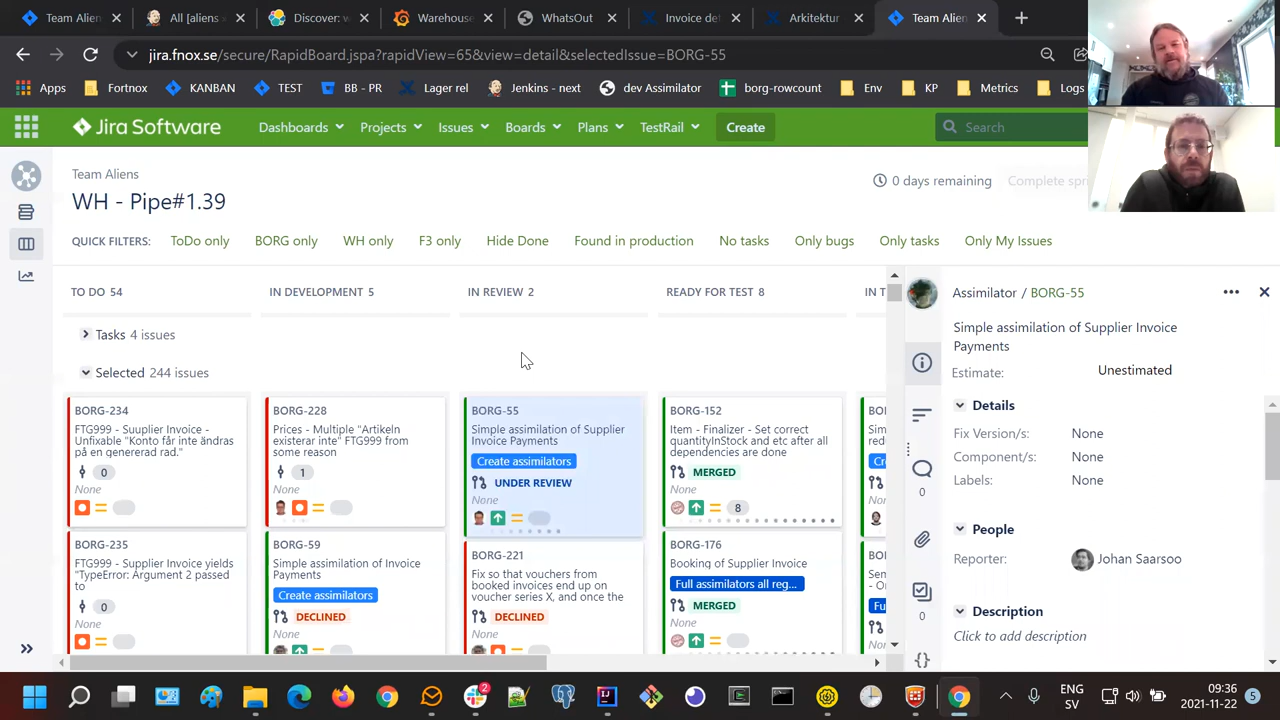 Team Aliens
All [aliens
Discover: w
Warehouse
WhatsOut
Invoice det
Arkitektur
Team Alien
jira.fnox.se/secure/RapidBoard.jspa?rapidView=
view=detail&selectedIssue=BORG-55
Apps
Fortnox
KANBAN
TEST
BB - PR
dev Assimilator
borg-rowcount
Env
KP
Metrics
Logs
Jira Software
Dashboards
Projects
Issues
Boards
Plans
TestRail
Create
Search
Team Aliens
WH - Pipe#1.39
0 days remaining
Complete spri
QUICK FILTERS:
ToDo only
BORG only
WH only
F3 only
Hide Done
Found in production
No tasks
Only bugs
Only tasks
Only My Issues
TO DO 54
IN DEVELOPMENT 5
IN REVIEW 2
READY FOR TEST 8
IN T
Tasks 4 issues
Selected 244 issues
BORG-234
FTG999 - Suuplier Invoice -
Unfixable "Konto får inte ändras
på en genererad rad."
0
None
BORG-235
FTG999 - Supplier Invoice yields
"TypeError: Argument 2 passed
to
0
None
BORG-228
Prices - Multiple "Artikeln
existerar inte" FTG999 from
some reason
1
None
BORG-59
Simple assimilation of Invoice
Payments
Create assimilators
DECLINED
None
BORG-55
Simple assimilation of Supplier
Invoice Payments
Create assimilators
UNDER REVIEW
None
BORG-221
Fix so that vouchers from
booked invoices end up on
voucher series X, and once the
DECLINED
None
BORG-152
Item - Finalizer - Set correct
quantityInStock and etc after all
dependencies are done
MERGED
None
8
BORG-176
Booking of Supplier Invoice
Full assimilators all reg...
MERGED
None
Assimilator / BORG-55
Simple assimilation of Supplier Invoice
Payments
Estimate:
Unestimated
Details
Fix Version/s:
None
Component/s:
None
Labels:
None
People
Reporter:
Johan Saarsoo
Description
Click to add description
0
0
2
ENG
SV
09:36
2021-11-22
5